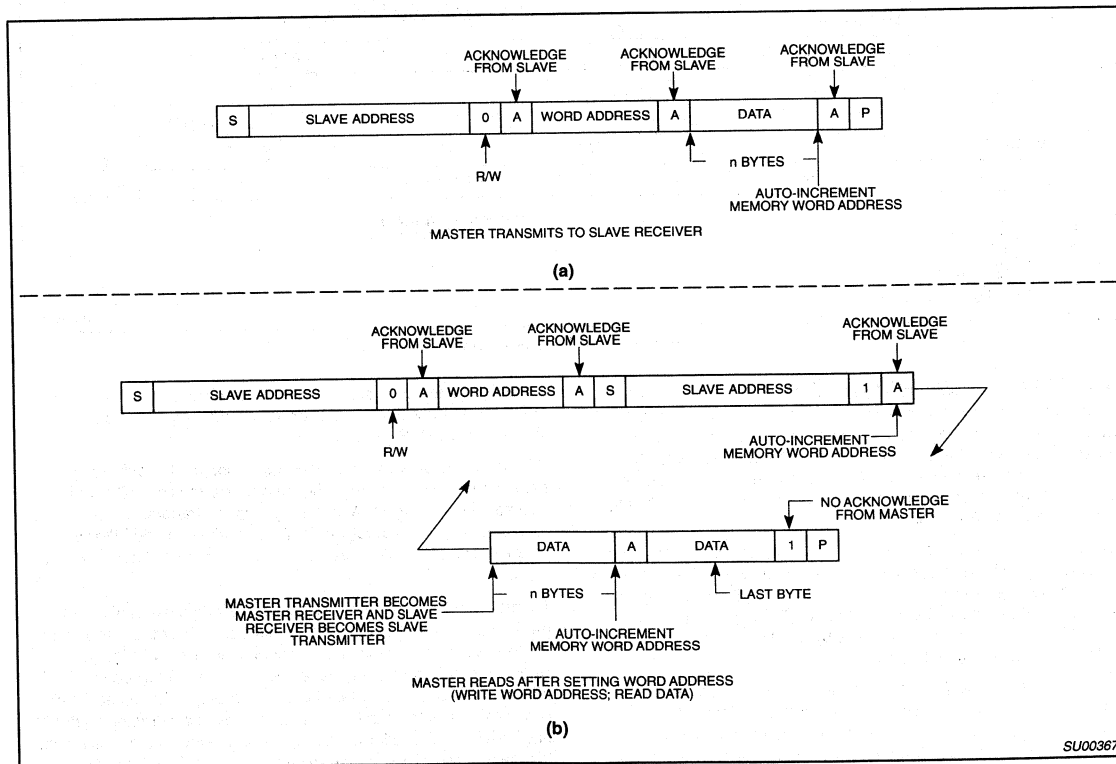 ACKNOWLEDGE
FROM SLAVE
ACKNOWLEDGE
FROM SLAVE
ACKNOWLEDGE
FROM SLAVE
S SLAVE ADDRESS 0 A WORD ADDRESS A DATA A P
R/W
n BYTES
AUTO-INCREMENT
MEMORY WORD ADDRESS
MASTER TRANSMITS TO SLAVE RECEIVER
(a)
ACKNOWLEDGE
FROM SLAVE
ACKNOWLEDGE
FROM SLAVE
ACKNOWLEDGE
FROM SLAVE
S SLAVE ADDRESS 0 A WORD ADDRESS A S SLAVE ADDRESS 1 A
R/W
AUTO-INCREMENT
MEMORY WORD ADDRESS
NO ACKNOWLEDGE
FROM MASTER
DATA A DATA 1 P
MASTER TRANSMITTER BECOMES
MASTER RECEIVER AND SLAVE
RECEIVER BECOMES SLAVE
TRANSMITTER
n BYTES
LAST BYTE
AUTO-INCREMENT
MEMORY WORD ADDRESS
MASTER READS AFTER SETTING WORD ADDRESS
(WRITE WORD ADDRESS; READ DATA)
(b)
SU00367